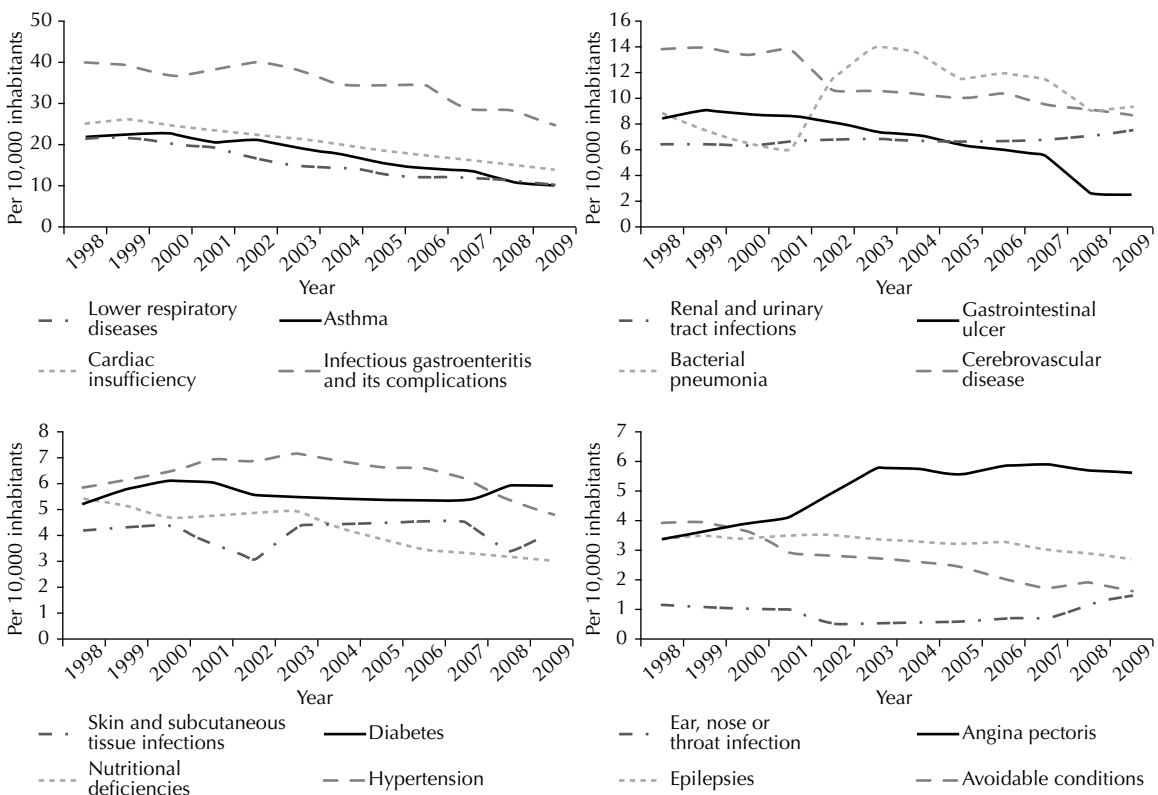 Per 10,000 inhabitants
50
40
30
20
10
0
1998 1999 2000 2001 2002 2003 2004 2005 2006 2007 2008 2009
Year
Lower respiratory
diseases
Asthma
Cardiac
insufficiency
Infectious gastroenteritis
and its complications
Per 10,000 inhabitants
16
14
12
10
8
6
4
2
0
1998 1999 2000 2001 2002 2003 2004 2005 2006 2007 2008 2009
Year
Renal and urinary
tract infections
Gastrointestinal
ulcer
Bacterial
pneumonia
Cerebrovascular
disease
Per 10,000 inhabitants
8
7
6
5
4
3
2
1
0
1998 1999 2000 2001 2002 2003 2004 2005 2006 2007 2008 2009
Year
Skin and subcutaneous
tissue infections
Diabetes
Nutritional
deficiencies
Hypertension
Per 10,000 inhabitants
7
6
5
4
3
2
1
0
1998 1999 2000 2001 2002 2003 2004 2005 2006 2007 2008 2009
Year
Ear, nose or
throat infection
Angina pectoris
Epilepsies
Avoidable conditions